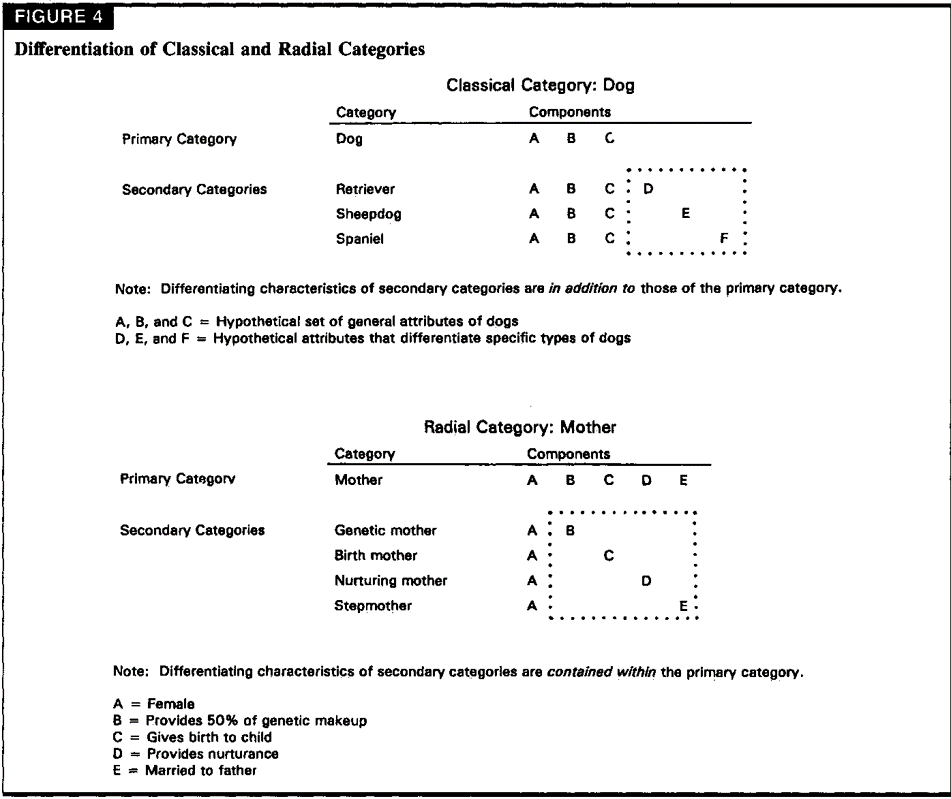 FIGURE 4
Differentiation of Classical and Radial Categories
Classical Category: Dog
Category Components
Primary Category Dog A B C
Secondary Categories Retriever A B C D
Sheepdog A B C E
Spaniel A B C F
Note: Differentiating characteristics of secondary categories are in addition to those of the primary category.
A, B, and C = Hypothetical set of general attributes of dogs
D, E, and F = Hypothetical attributes that differentiate specific types of dogs
Radial Category: Mother
Category Components
Primary Category Mother A B C D E
Secondary Categories Genetic mother A B
Birth mother A C
Nurturing mother A D
Stepmother A E
Note: Differentiating characteristics of secondary categories are contained within the primary category.
A = Female
B = Provides 50% of genetic makeup
C = Gives birth to child
D = Provides nurturance
E = Married to father